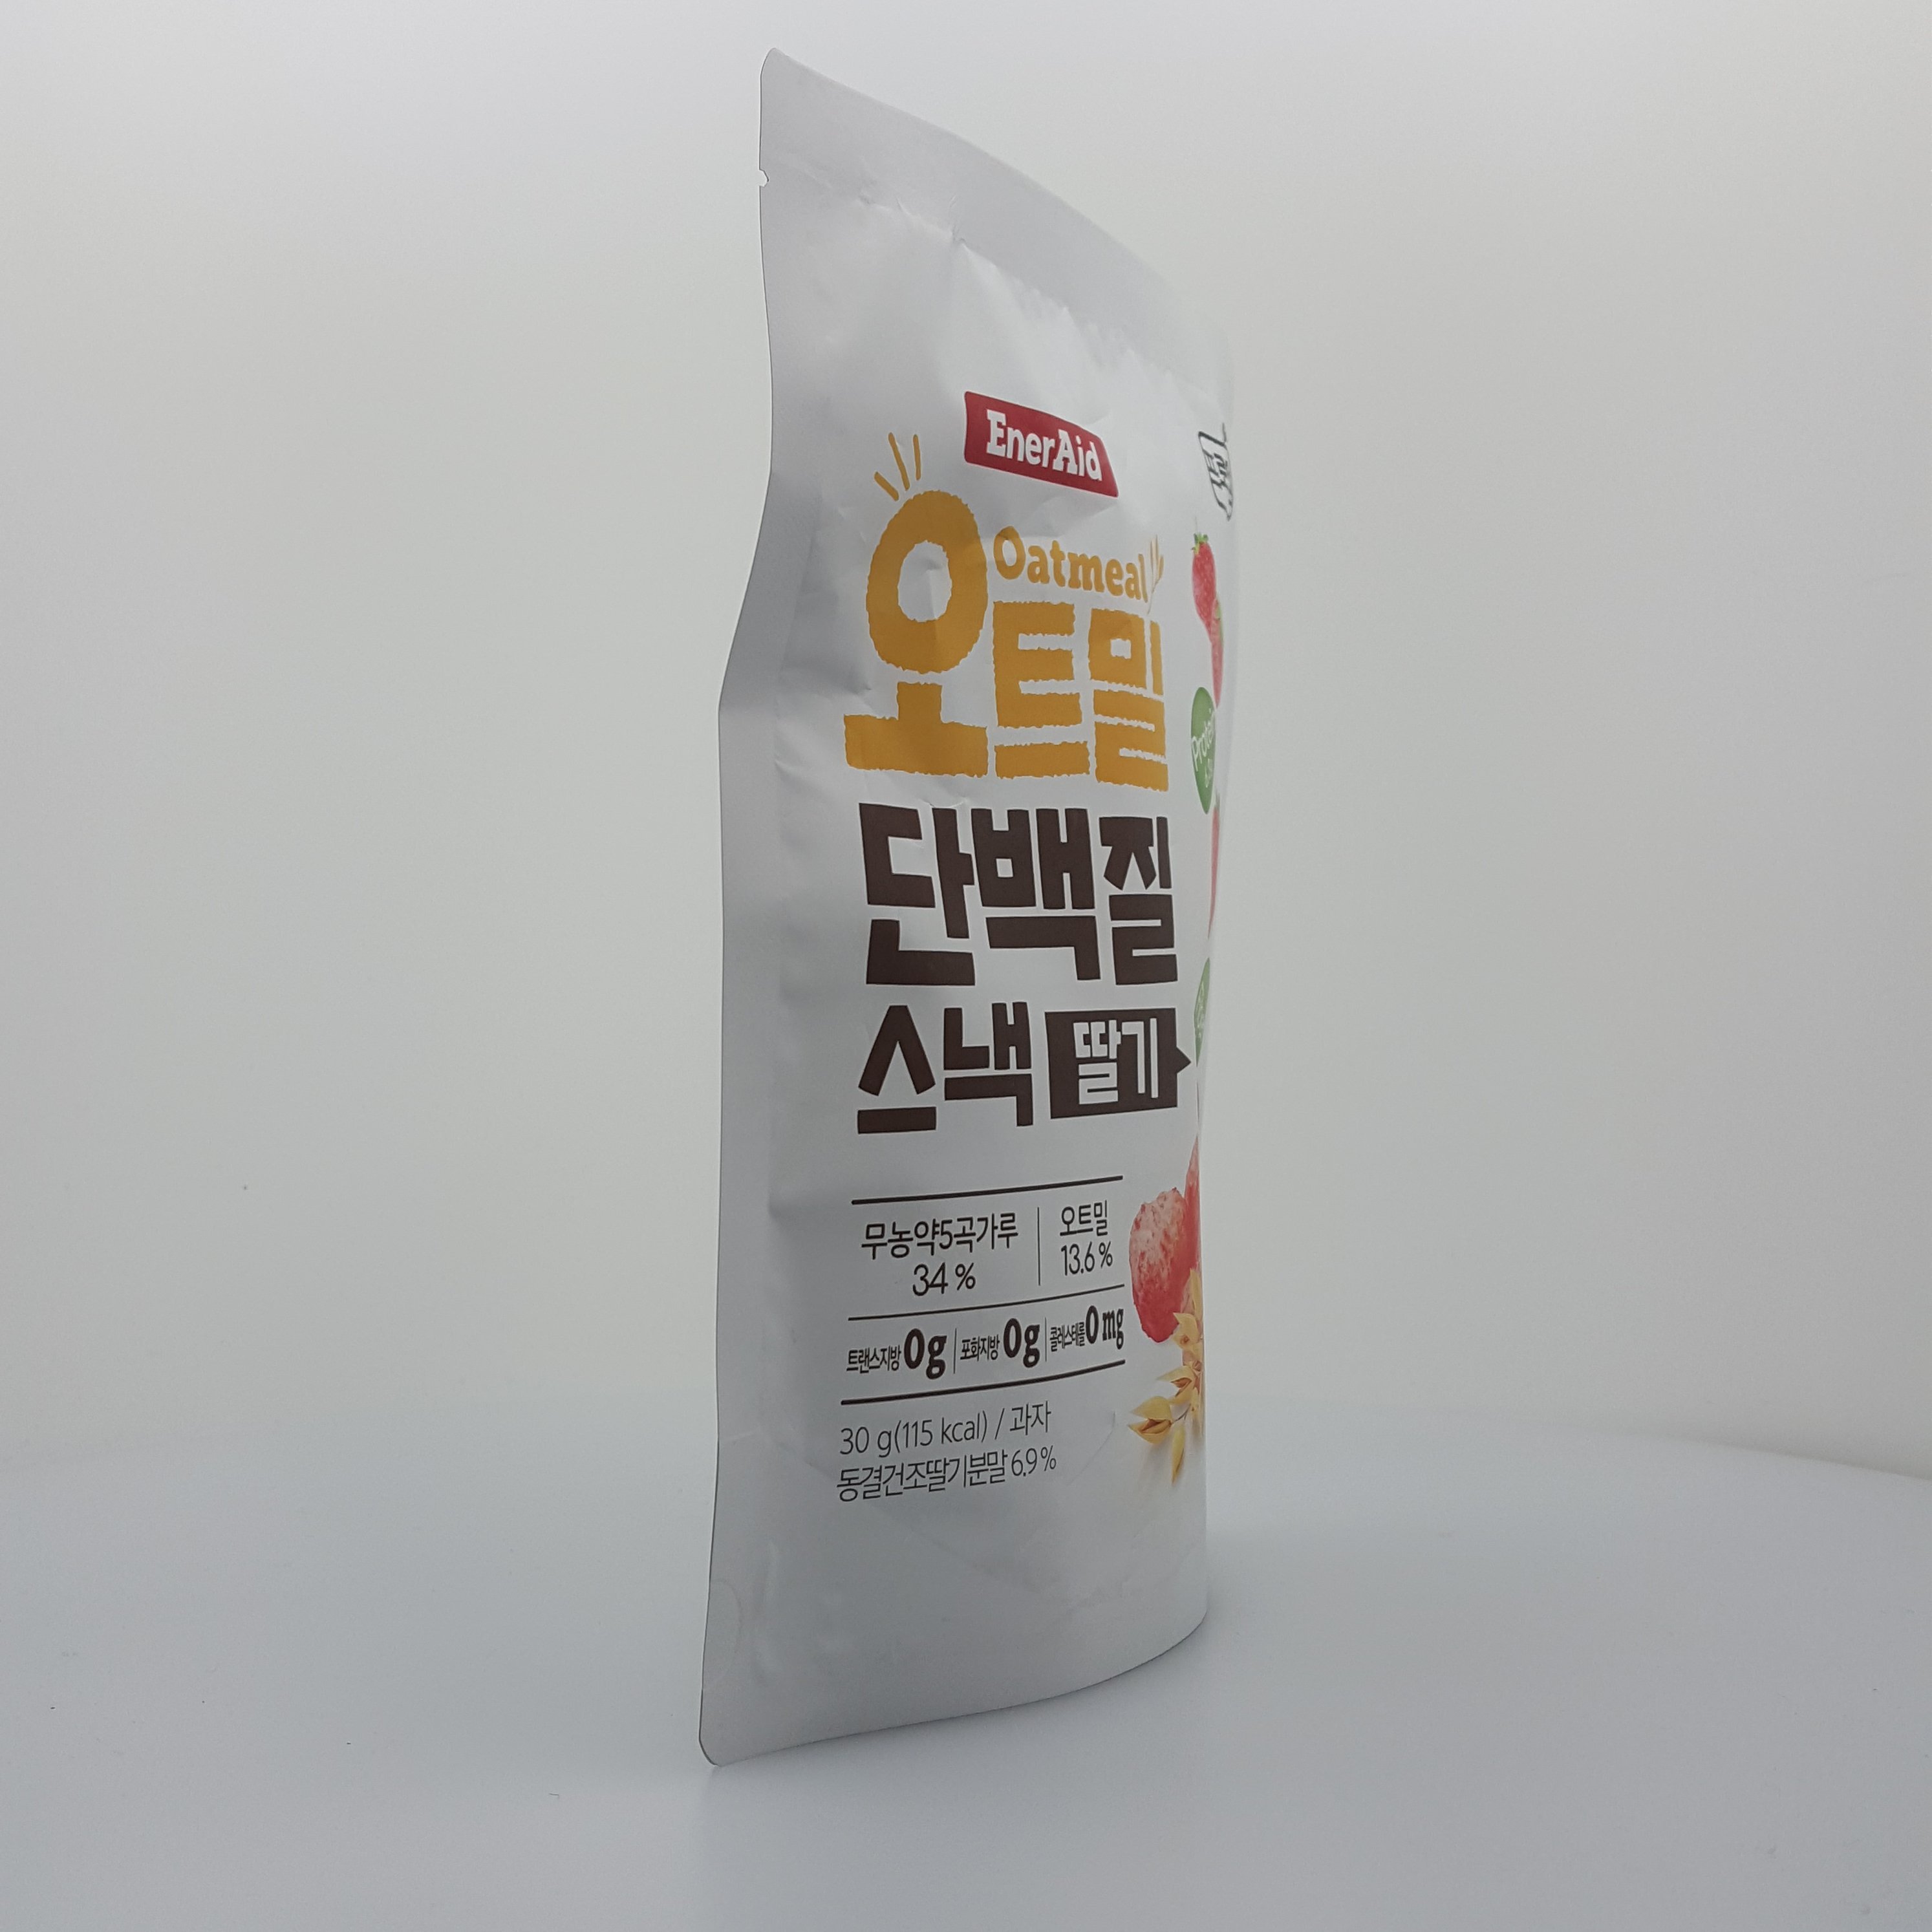 EnerAid
Oatmeal
오트밀
단백질
스낵 딸기
무농약5곡가루 오트밀
34 % 13.6 %
트랜스지방 0g 포화지방 0g 콜레스테롤 0 mg
30 g(115 kcal) / 과자
동결건조딸기분말 6.9 %